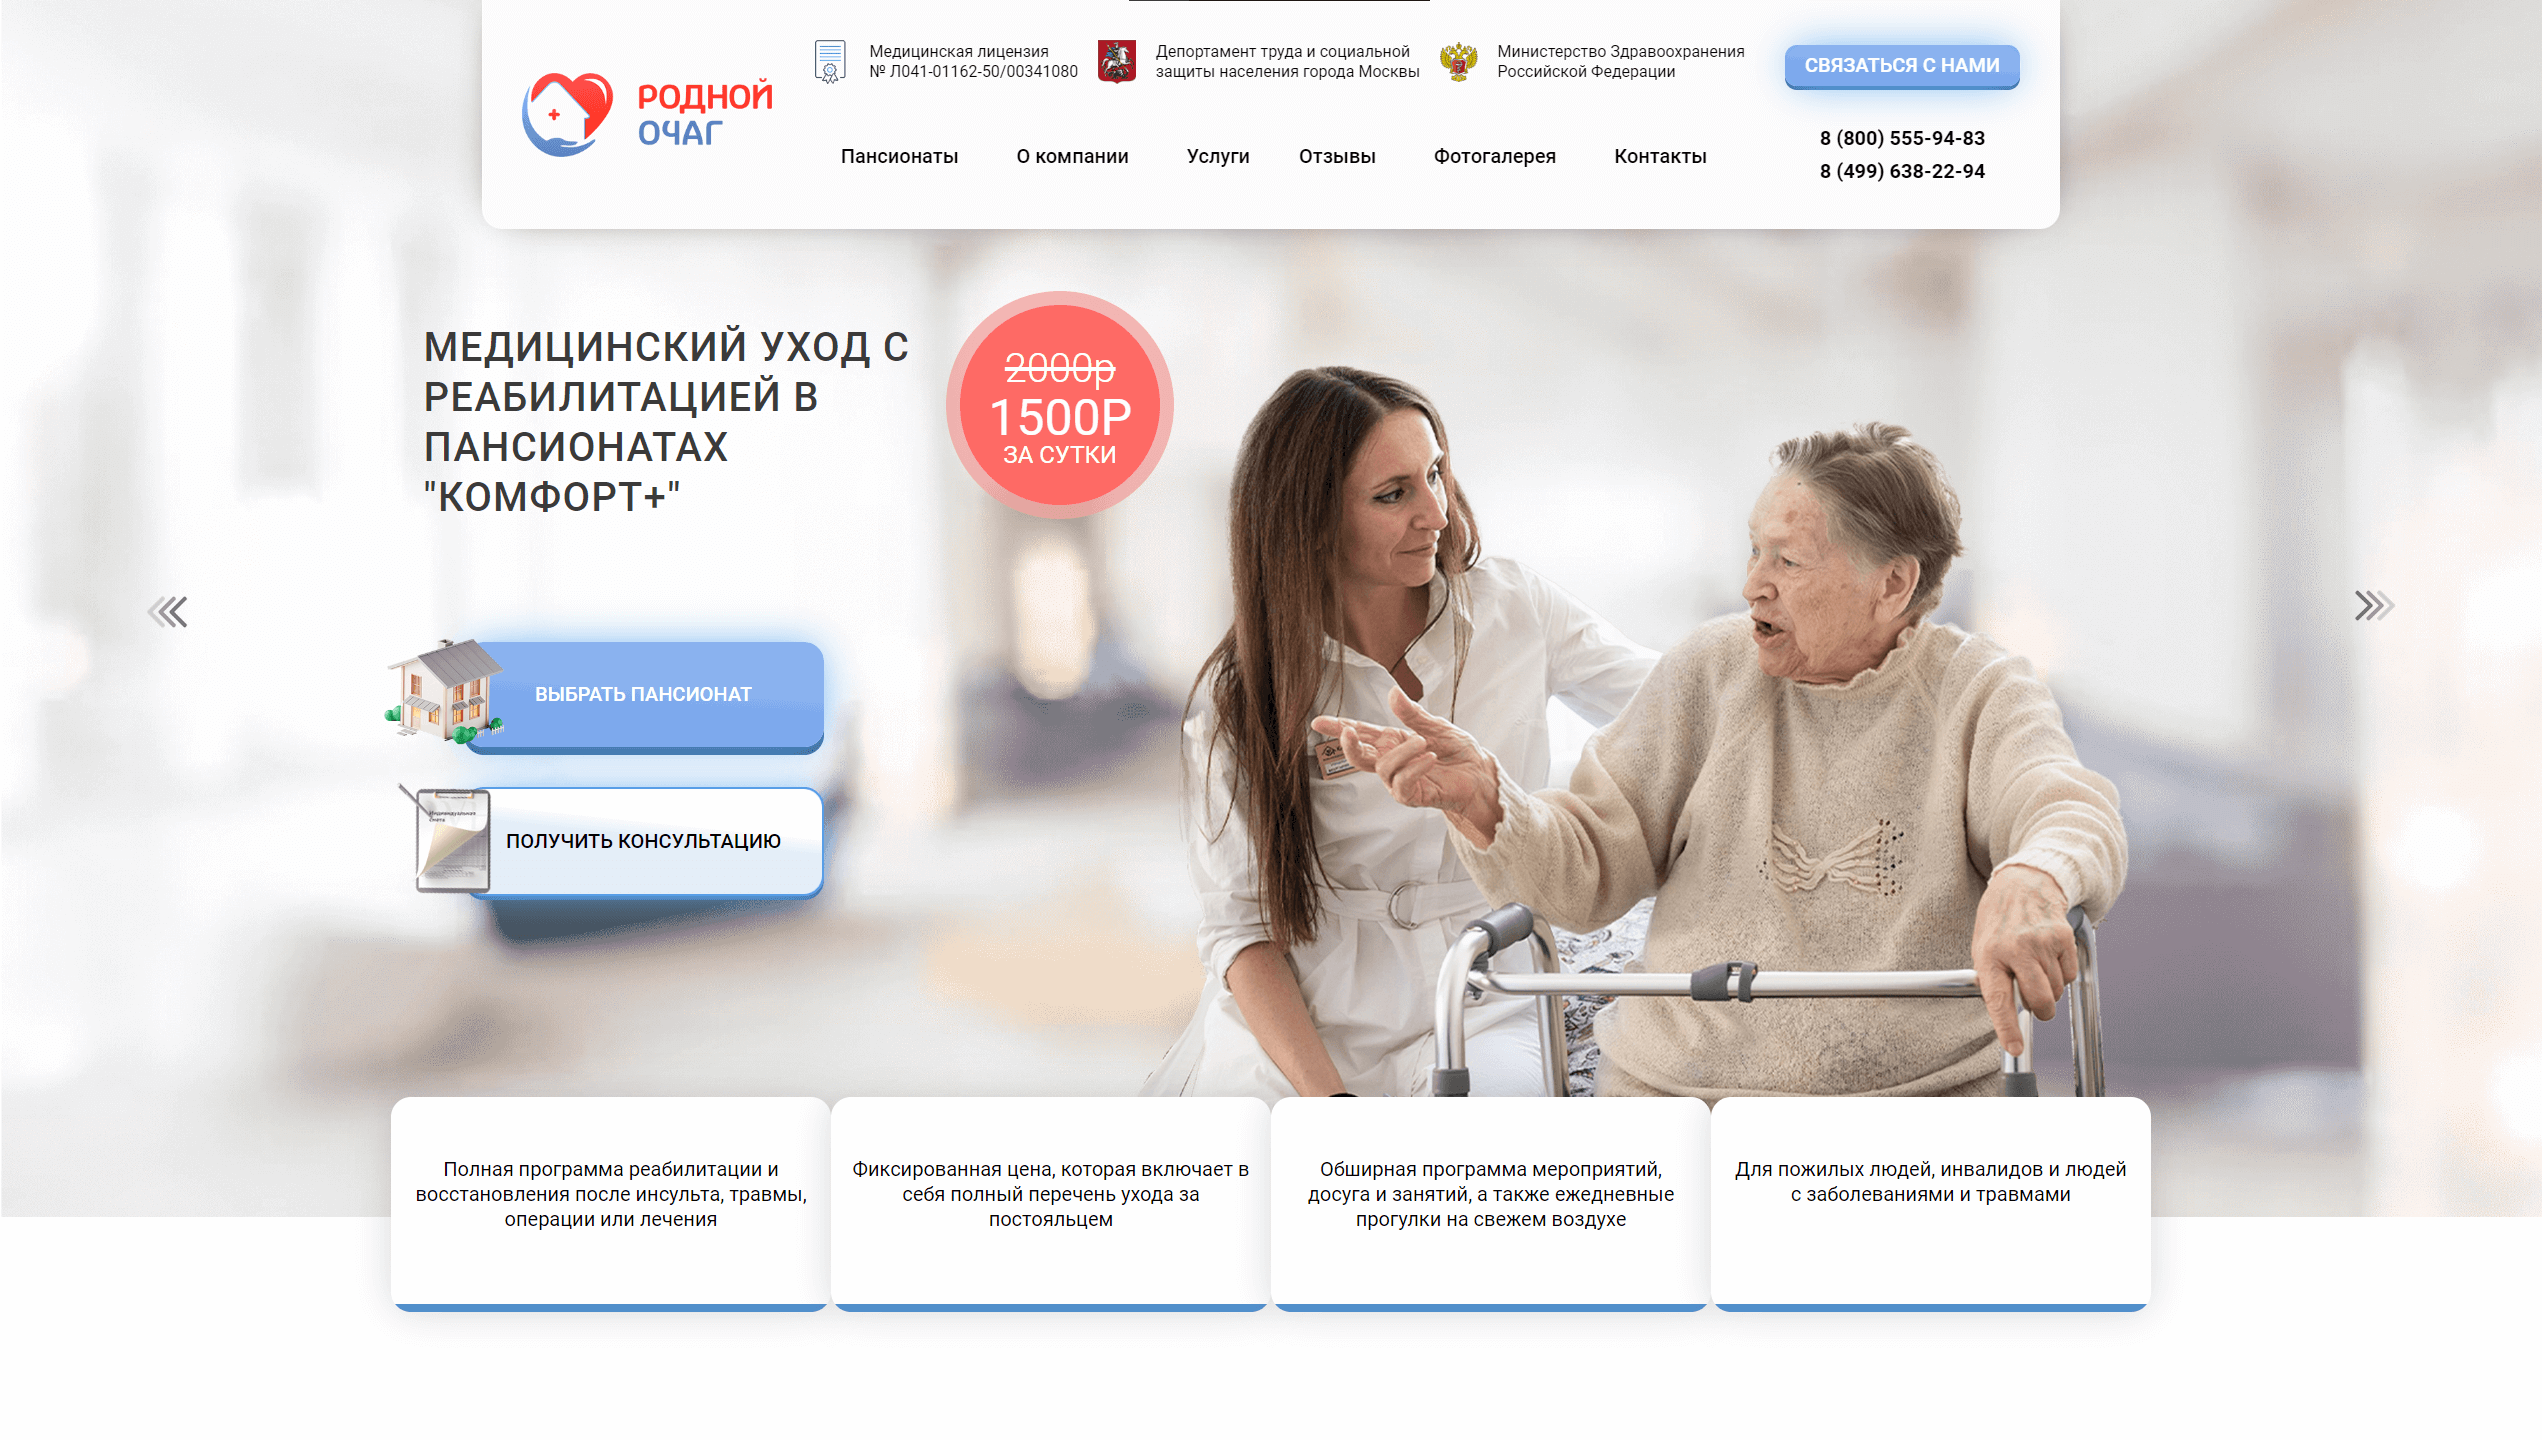 Медицинская лицензия
№ Л041-01162-50/00341080
Депортамент труда и социальной
защиты населения города Москвы
Министерство Здравоохранения
Российской Федерации
СВЯЗАТЬСЯ С НАМИ
РОДНОЙ
ОЧАГ
8 (800) 555-94-83
8 (499) 638-22-94
Пансионаты
О компании
Услуги
Отзывы
Фотогалерея
Контакты
МЕДИЦИНСКИЙ УХОД С
РЕАБИЛИТАЦИЕЙ В
ПАНСИОНАТАХ
"КОМФОРТ+"
2000р
1500Р
ЗА СУТКИ
ВЫБРАТЬ ПАНСИОНАТ
Индивидуальная
смета
ПОЛУЧИТЬ КОНСУЛЬТАЦИЮ
Полная программа реабилитации и
восстановления после инсульта, травмы,
операции или лечения
Фиксированная цена, которая включает в
себя полный перечень ухода за
постояльцем
Обширная программа мероприятий,
досуга и занятий, а также ежедневные
прогулки на свежем воздухе
Для пожилых людей, инвалидов и людей
с заболеваниями и травмами